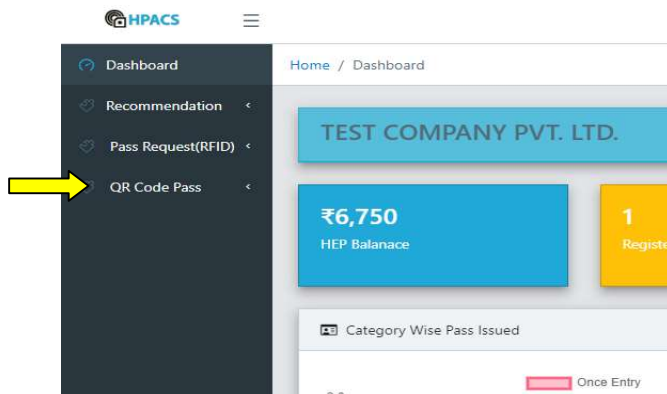 HPACS
Dashboard
Home / Dashboard
Recommendation
Pass Request(RFID)
QR Code Pass
TEST COMPANY PVT. LTD.
₹6,750
HEP Balanace
1
Category Wise Pass Issued
Once Entry